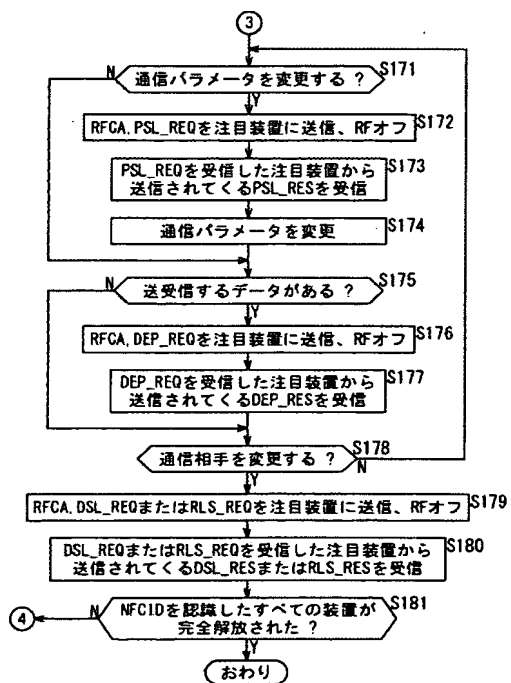 3
N
通信パラメータを変更する ?
S171
Y
RFCA,PSL_REQを注目装置に送信、RFオフ
S172
PSL_REQを受信した注目装置から
送信されてくるPSL_RESを受信
S173
通信パラメータを変更
S174
N
送受信するデータがある ?
S175
Y
RFCA,DEP_REQを注目装置に送信、RFオフ
S176
DEP_REQを受信した注目装置から
送信されてくるDEP_RESを受信
S177
通信相手を変更する ?
S178
N
Y
RFCA,DSL_REQまたはRLS_REQを注目装置に送信、RFオフ
S179
DSL_REQまたはRLS_REQを受信した注目装置から
送信されてくるDSL_RESまたはRLS_RESを受信
S180
4
N
NFCIDを認識したすべての装置が
完全解放された ?
S181
Y
おわり